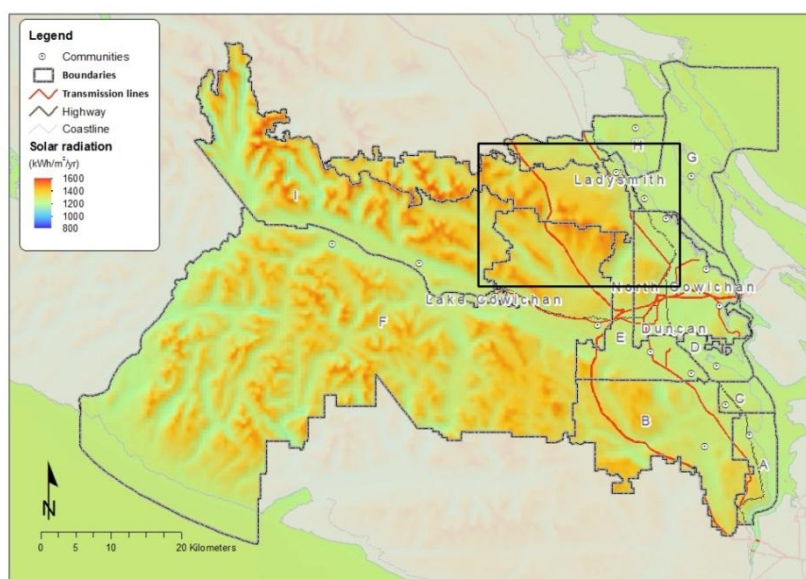 Legend
Communities
Boundaries
Transmission lines
Highway
Coastline
Solar radiation
(kWh/m²/yr)
1600
1400
1200
1000
800
H
G
Ladysmith
I
North Cowichan
Lake Cowichan
F
E
Duncan
D
C
B
A
N
0 5 10 20 Kilometers